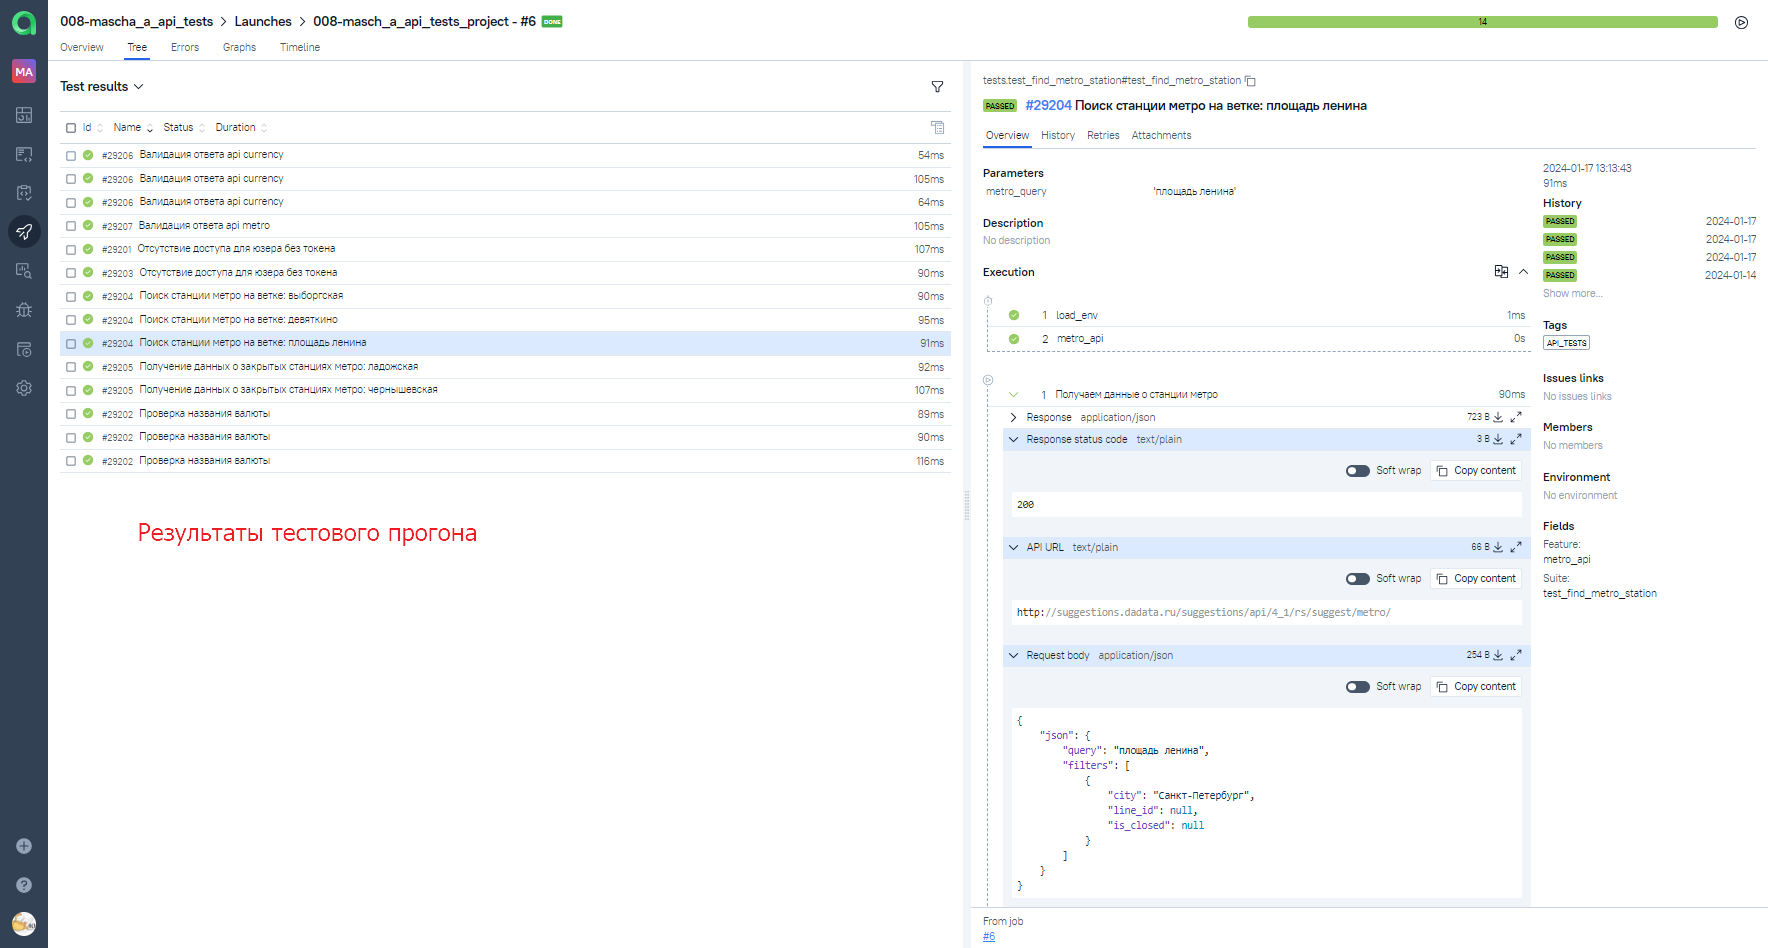 008-mascha_a_api_tests > Launches > 008-masch_a_api_tests_project - #6 DONE
14
Overview Tree Errors Graphs Timeline
MA
Test results
Id Name Status Duration
#29206 Валидация ответа api currency 54ms
#29206 Валидация ответа api currency 105ms
#29206 Валидация ответа api currency 64ms
#29207 Валидация ответа api metro 105ms
#29201 Отсутствие доступа для юзера без токена 107ms
#29203 Отсутствие доступа для юзера без токена 90ms
#29204 Поиск станции метро на ветке: выборгская 90ms
#29204 Поиск станции метро на ветке: девяткино 95ms
#29204 Поиск станции метро на ветке: площадь ленина 91ms
#29205 Получение данных о закрытых станциях метро: ладожская 92ms
#29205 Получение данных о закрытых станциях метро: чернышевская 107ms
#29202 Проверка названия валюты 89ms
#29202 Проверка названия валюты 90ms
#29202 Проверка названия валюты 116ms
Результаты тестового прогона
tests.test_find_metro_station#test_find_metro_station
PASSED #29204 Поиск станции метро на ветке: площадь ленина
Overview History Retries Attachments
Parameters
metro_query 'площадь ленина'
Description
No description
Execution
1 load_env 1ms
2 metro_api 0s
1 Получаем данные о станции метро 90ms
Response application/json 723 B
Response status code text/plain 3 B
Soft wrap Copy content
200
API URL text/plain 66 B
Soft wrap Copy content
http://suggestions.dadata.ru/suggestions/api/4_1/rs/suggest/metro/
Request body application/json 254 B
Soft wrap Copy content
{
"json": {
"query": "площадь ленина",
"filters": [
{
"city": "Санкт-Петербург",
"line_id": null,
"is_closed": null
}
]
}
}
From job
#6
2024-01-17 13:13:43
91ms
History
PASSED 2024-01-17
PASSED 2024-01-17
PASSED 2024-01-17
PASSED 2024-01-14
Show more...
Tags
API_TESTS
Issues links
No issues links
Members
No members
Environment
No environment
Fields
Feature:
metro_api
Suite:
test_find_metro_station